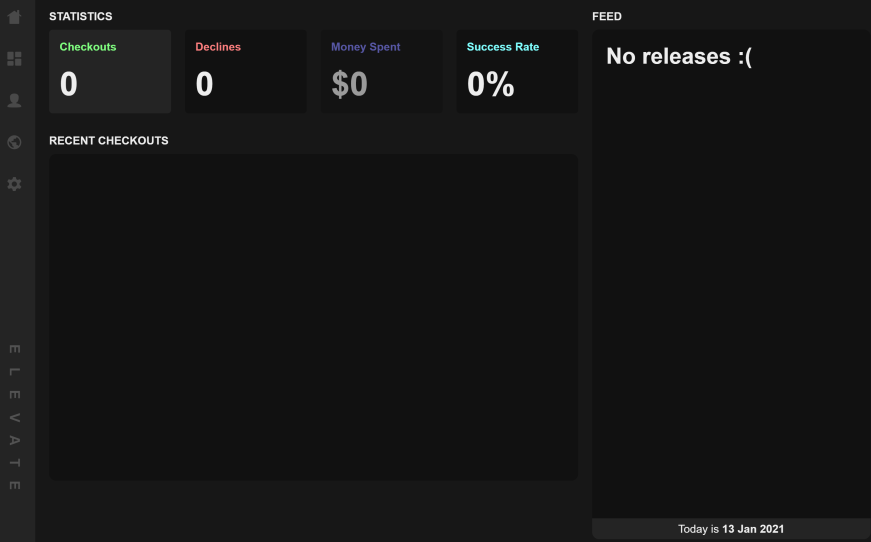 STATISTICS
Checkouts
0
Declines
0
Money Spent
$0
Success Rate
0%
RECENT CHECKOUTS
FEED
No releases :(
Today is 13 Jan 2021
ELEVATE